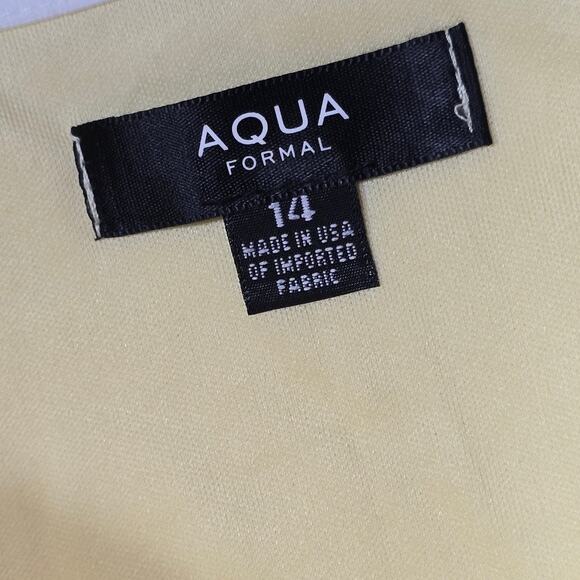 AQUA
FORMAL
14
MADE IN USA
OF IMPORTED
FABRIC